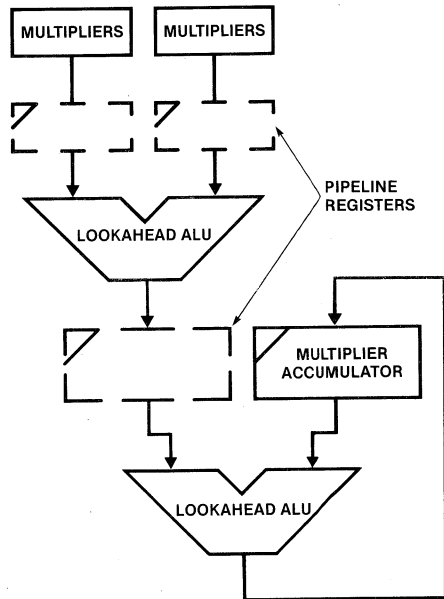 MULTIPLIERS
MULTIPLIERS
PIPELINE
REGISTERS
LOOKAHEAD ALU
MULTIPLIER
ACCUMULATOR
LOOKAHEAD ALU